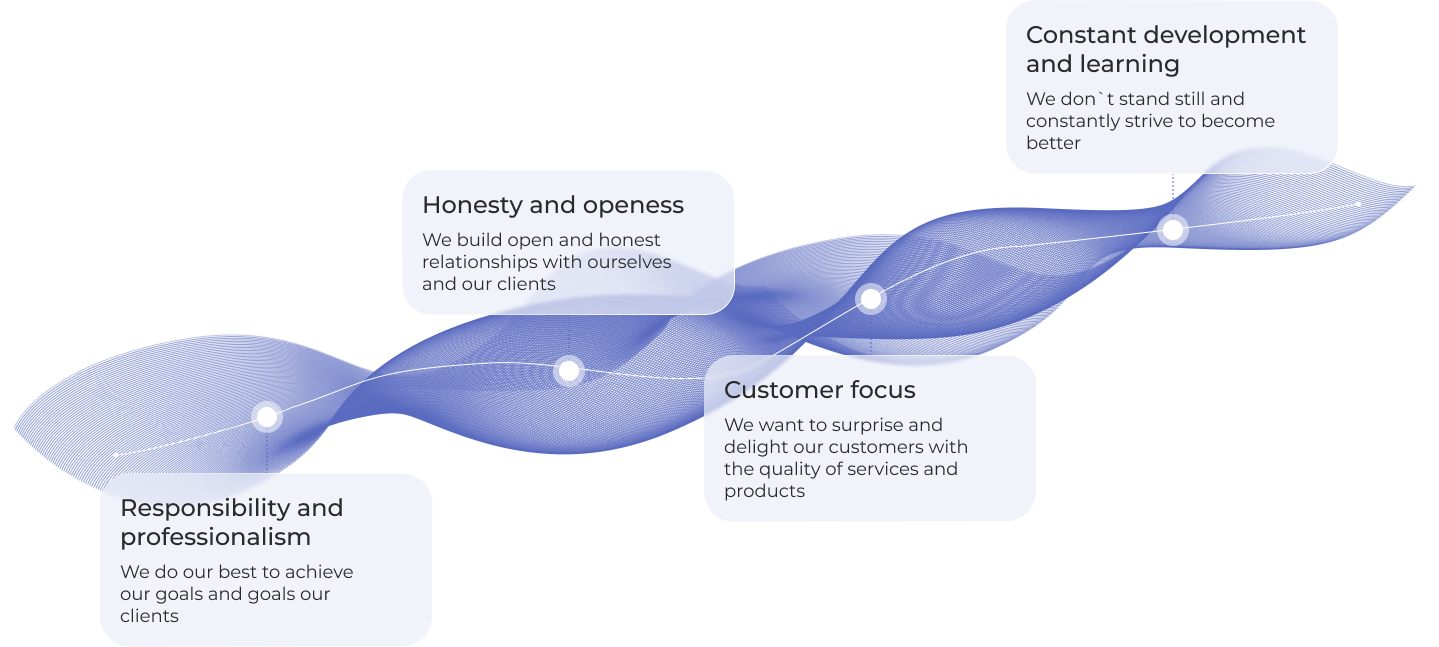 Constant development
and learning
We don`t stand still and
constantly strive to become
better
Honesty and openess
We build open and honest
relationships with ourselves
and our clients
Customer focus
We want to surprise and
delight our customers with
the quality of services and
products
Responsibility and
professionalism
We do our best to achieve
our goals and goals our
clients